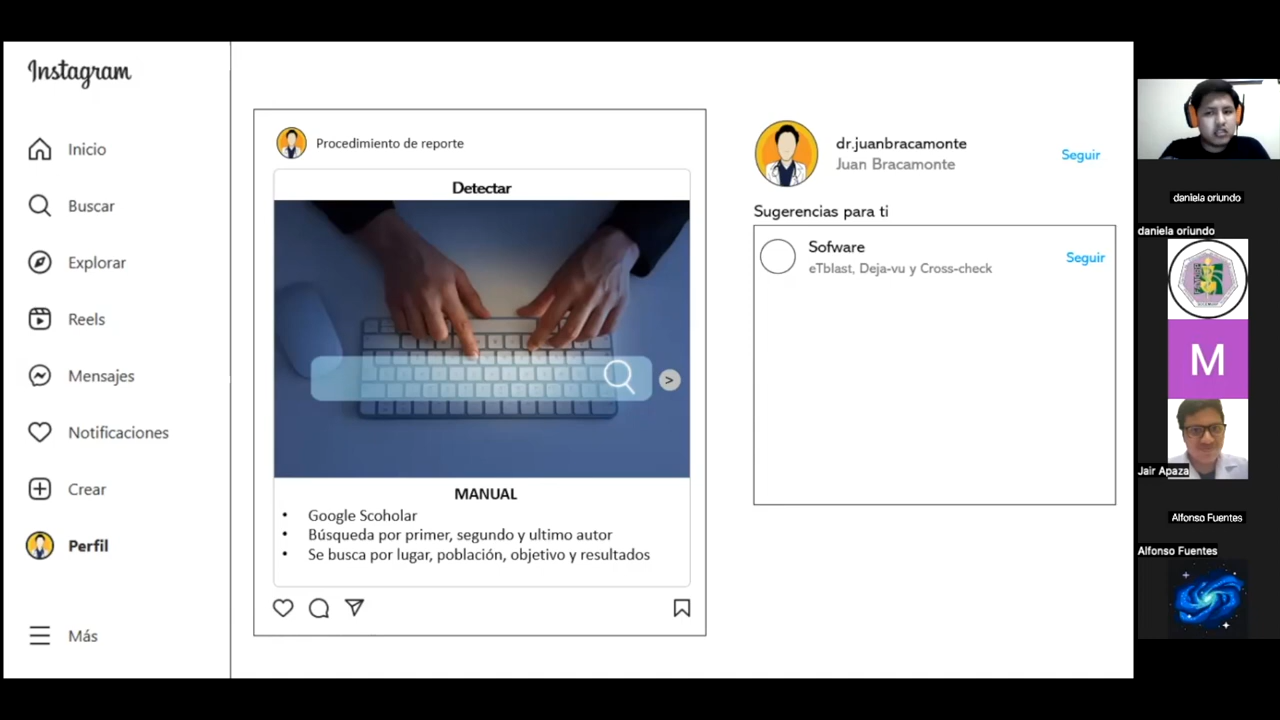 Instagram
Inicio
Buscar
Explorar
Reels
Mensajes
Notificaciones
Crear
Perfil
Más
Procedimiento de reporte
Detectar
>
MANUAL
• Google Scoholar
• Búsqueda por primer, segundo y ultimo autor
• Se busca por lugar, población, objetivo y resultados
dr.juanbracamonte
Juan Bracamonte
Seguir
Sugerencias para ti
Sofware
eTblast, Deja-vu y Cross-check
Seguir
daniela oriundo
daniela oriundo
M
Jair Apaza
Alfonso Fuentes
Alfonso Fuentes